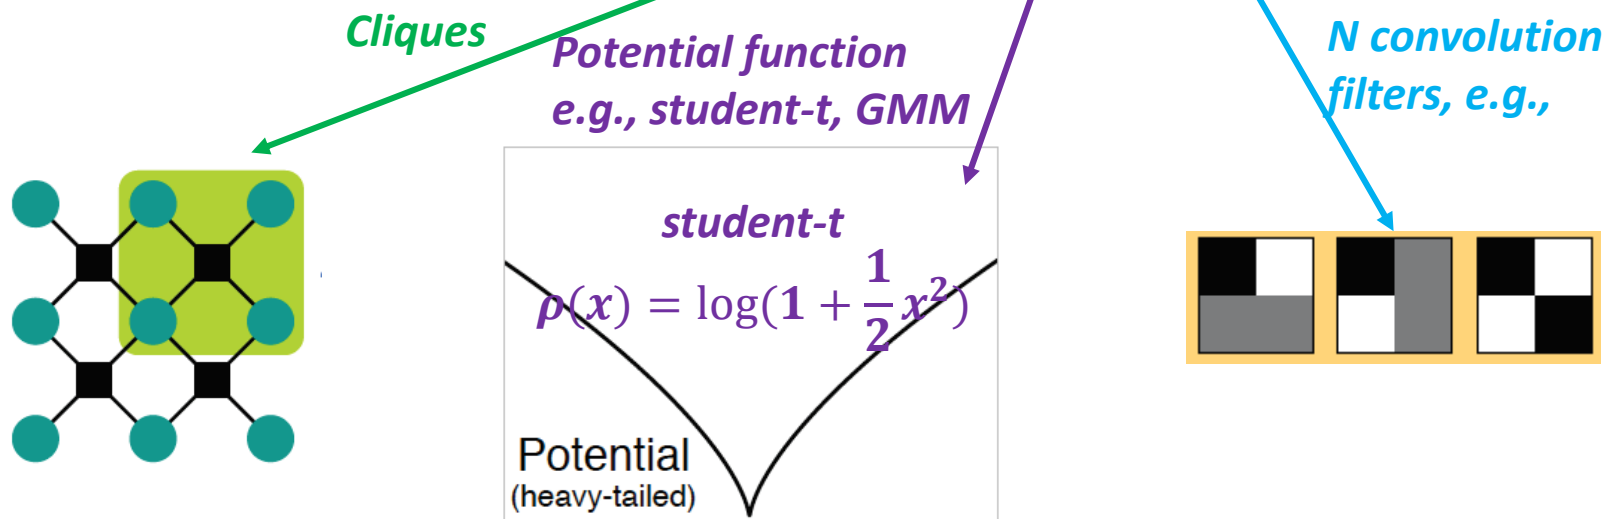 Cliques
Potential function
e.g., student-t, GMM
N convolution
filters, e.g.,
student-t
ρ(x) = log(1 + 1/2 x²)
Potential
(heavy-tailed)